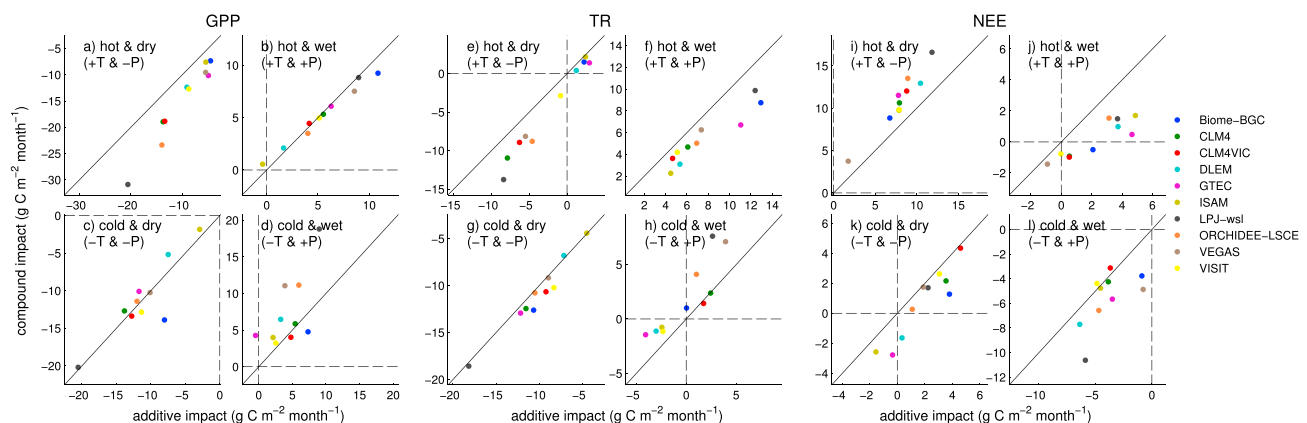 GPP
TR
NEE
a) hot & dry
(+T & −P)
−5
−10
−15
−20
−25
−30
b) hot & wet
(+T & +P)
10
5
0
e) hot & dry
(+T & −P)
0
−5
−10
−15
−10
−5
0
f) hot & wet
(+T & +P)
14
12
10
8
6
4
2
2 4 6 8 10 12 14
i) hot & dry
(+T & −P)
15
10
5
0
0 5 10 15
j) hot & wet
(+T & +P)
6
4
2
0
−2
−2 0 2 4 6
−30 −20 −10
0 5 10
c) cold & dry
(−T & −P)
0
−5
−10
−15
−20
−20 −15 −10 −5 0
d) cold & wet
(−T & +P)
20
15
10
5
0
0 5 10 15 20
g) cold & dry
(−T & −P)
−5
−10
−15
−20
−20 −15 −10 −5
h) cold & wet
(−T & +P)
5
0
−5
−5 0 5
k) cold & dry
(−T & −P)
6
4
2
0
−2
−4
−4 −2 0 2 4 6
l) cold & wet
(−T & +P)
0
−2
−4
−6
−8
−10
−12
−10 −5 0
compound impact (g C m−2 month−1)
additive impact (g C m−2 month−1)
additive impact (g C m−2 month−1)
additive impact (g C m−2 month−1)
Biome−BGC
CLM4
CLM4VIC
DLEM
GTEC
ISAM
LPJ−wsl
ORCHIDEE−LSCE
VEGAS
VISIT